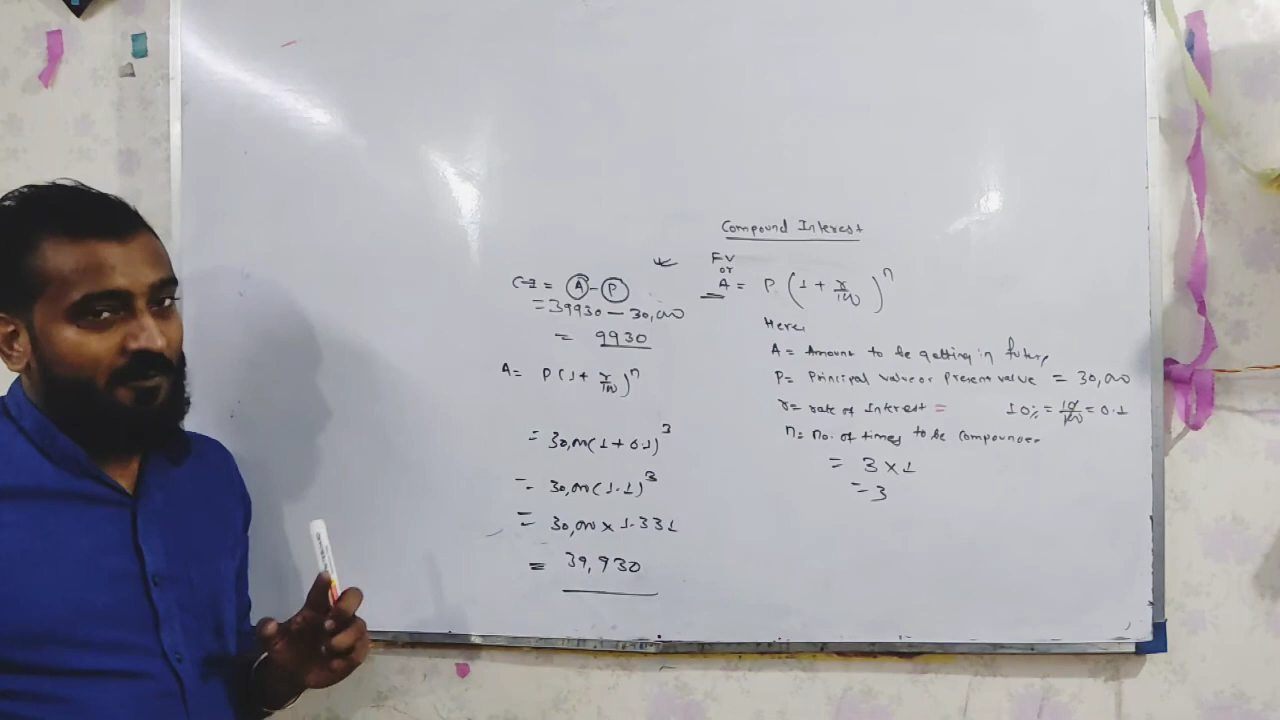 Compound Interest
FV
or
A = P (1 + r/100)^n
Here,
A = Amount to be getting in future,
P = Principal value or Present value = 30,000
r = rate of Interest = 10% = 10/100 = 0.1
n = no. of times to be compounded
= 3 × 1
= 3
C-I = A - P
= 39930 - 30,000
= 9930
A = P (1 + r/100)^n
= 30,000 (1 + 0.1)^3
= 30,000 (1.1)^3
= 30,000 × 1.331
= 39,930